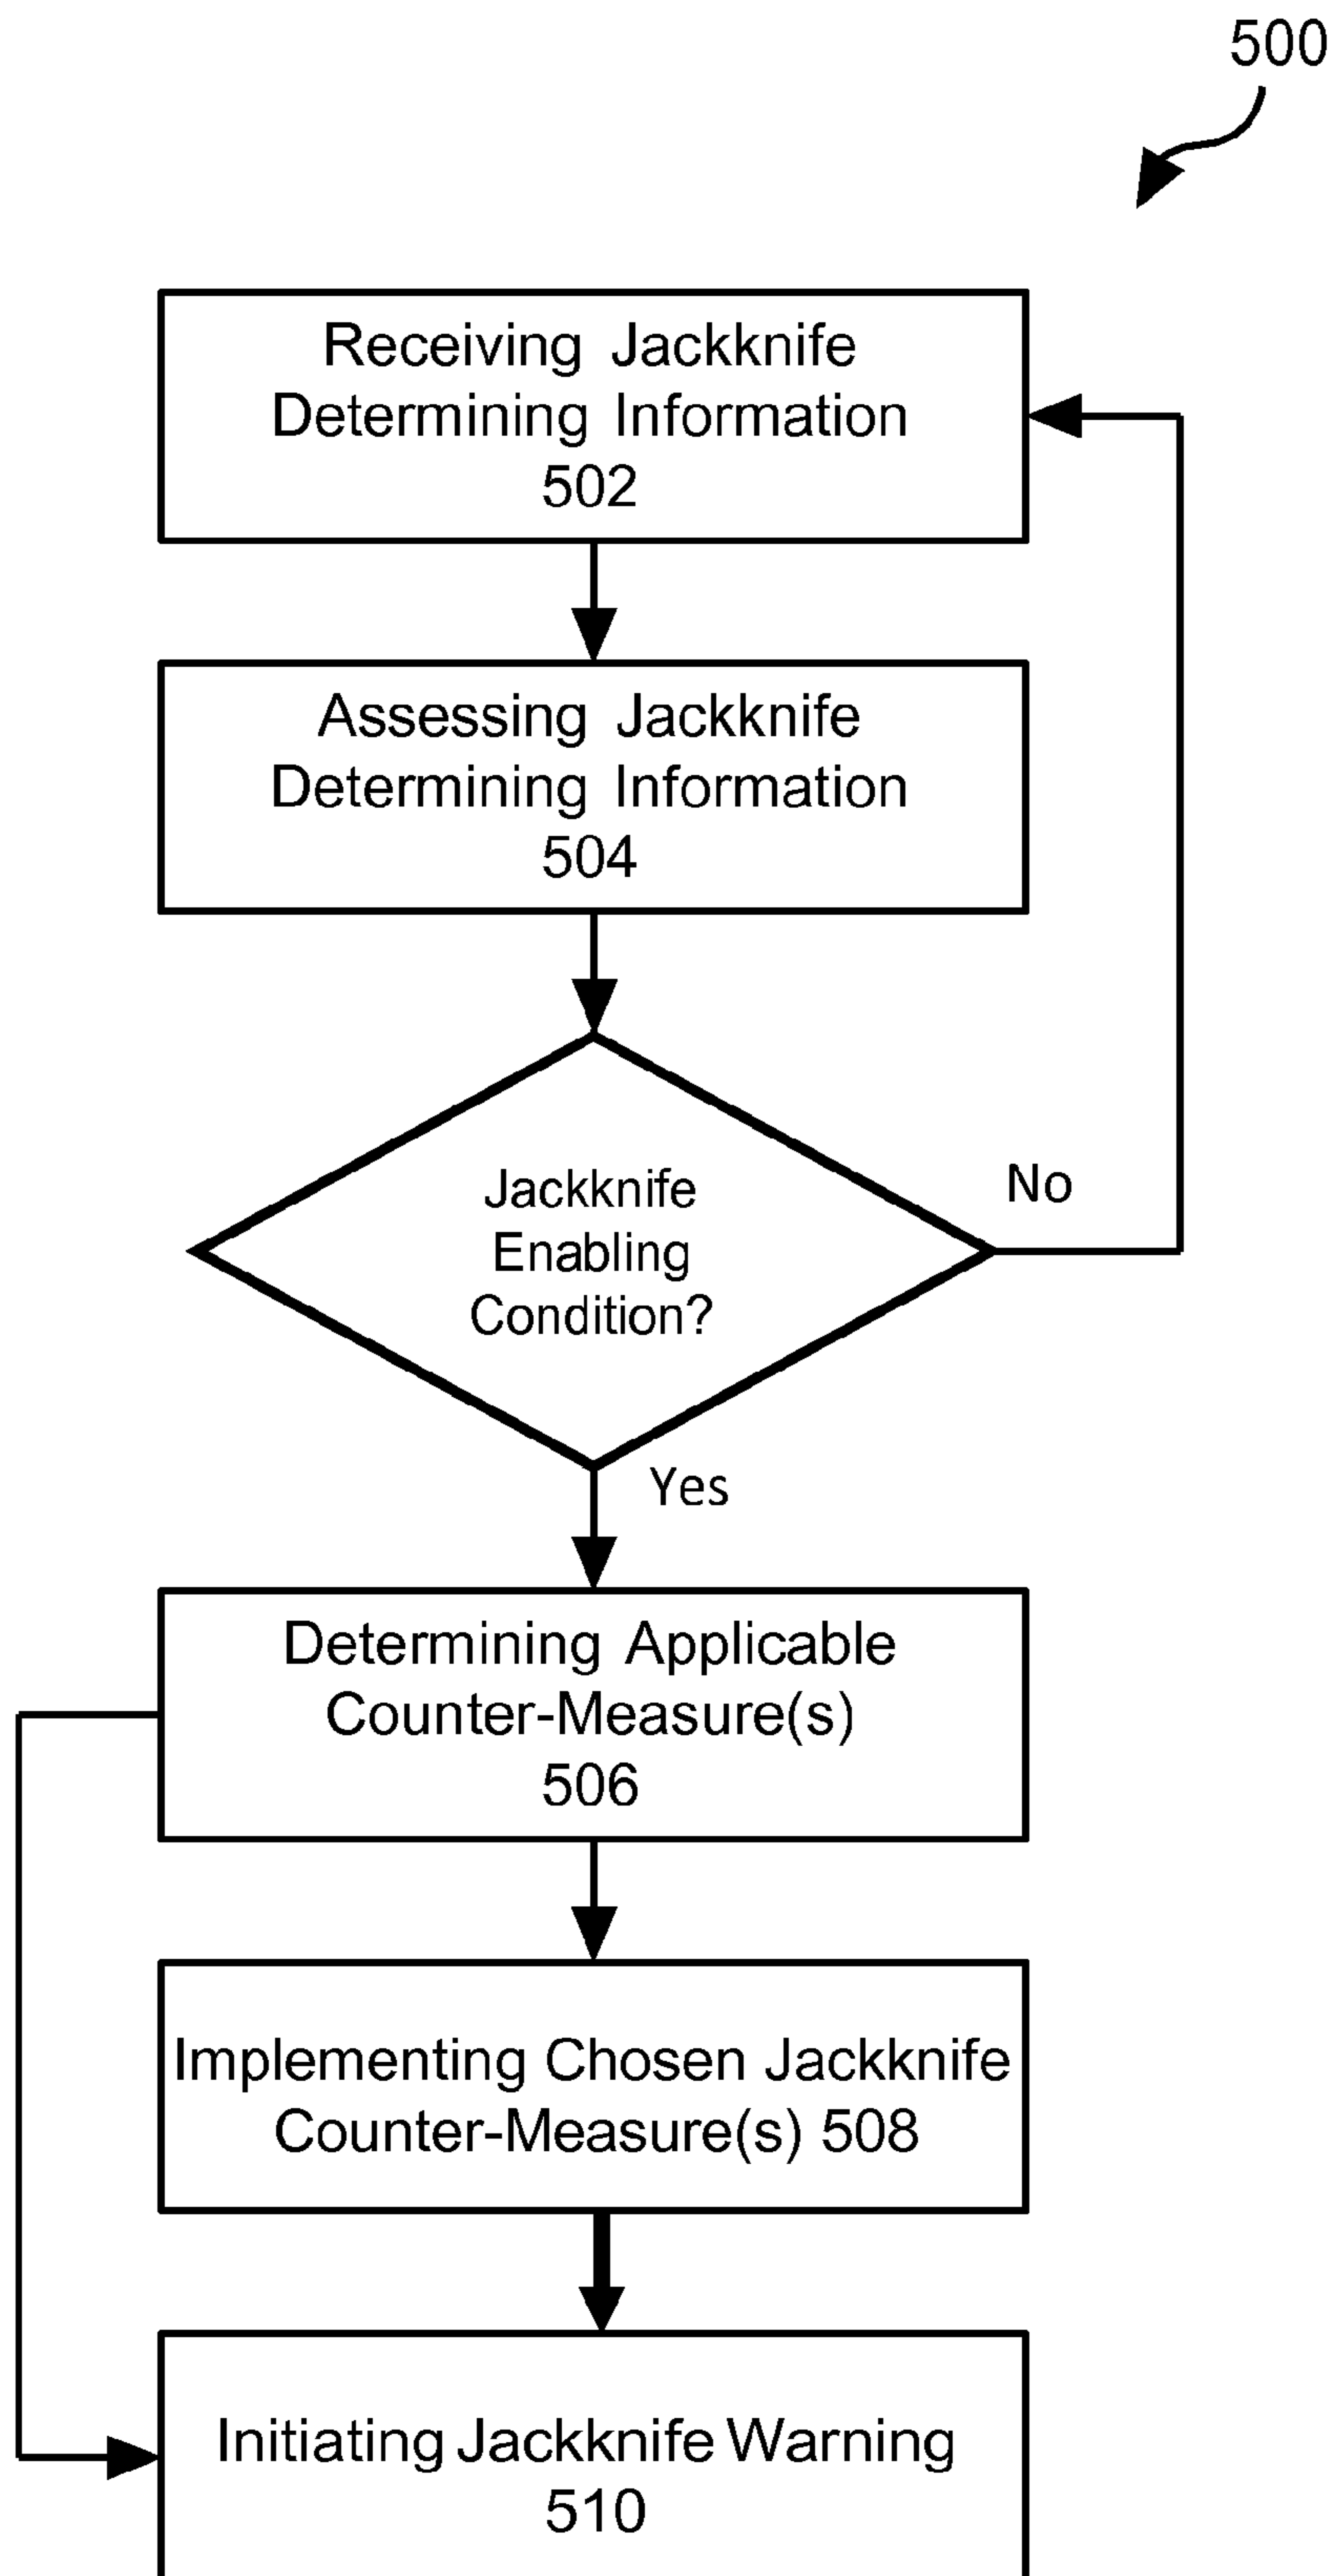 500
Receiving Jackknife
Determining Information
502
Assessing Jackknife
Determining Information
504
Jackknife
Enabling
Condition?
No
Yes
Determining Applicable
Counter-Measure(s)
506
Implementing Chosen Jackknife
Counter-Measure(s) 508
Initiating Jackknife Warning
510